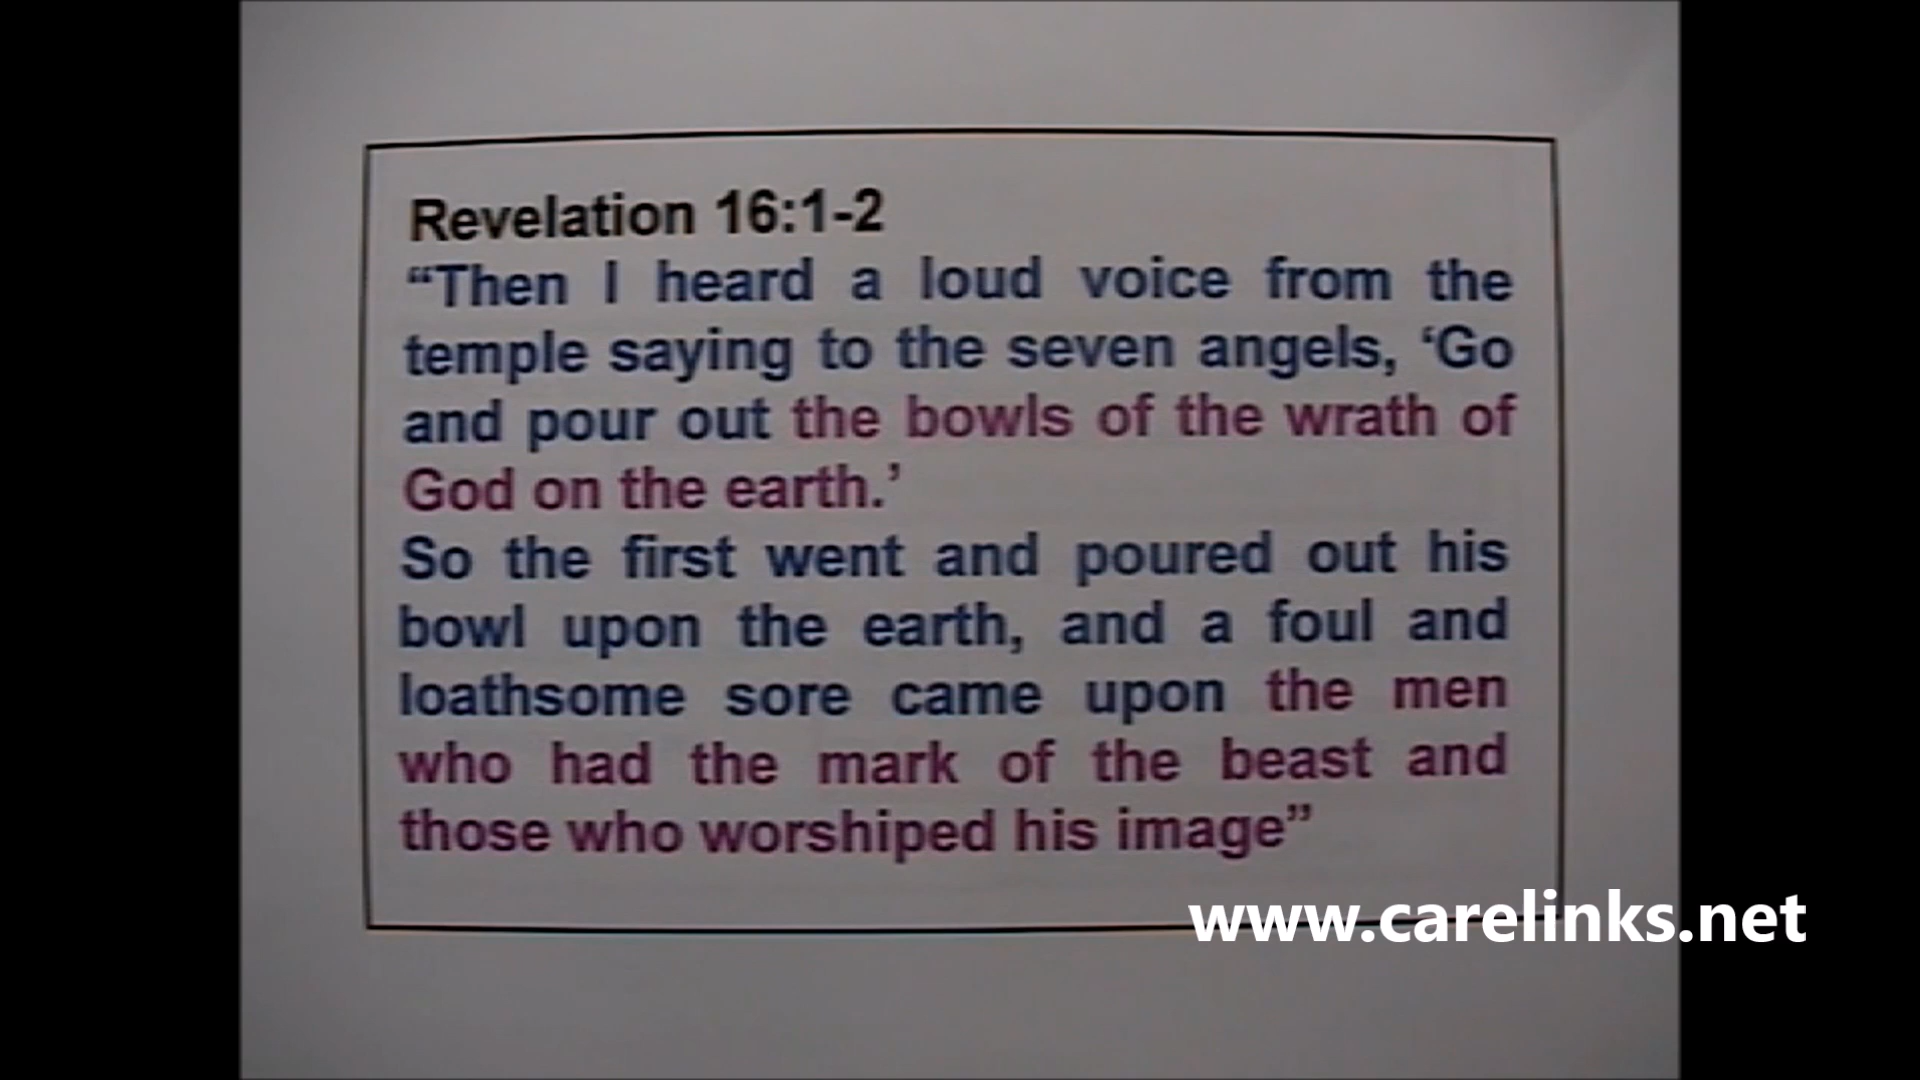 Revelation 16:1-2
“Then I heard a loud voice from the
temple saying to the seven angels, ‘Go
and pour out the bowls of the wrath of
God on the earth.’
So the first went and poured out his
bowl upon the earth, and a foul and
loathsome sore came upon the men
who had the mark of the beast and
those who worshiped his image”
www.carelinks.net